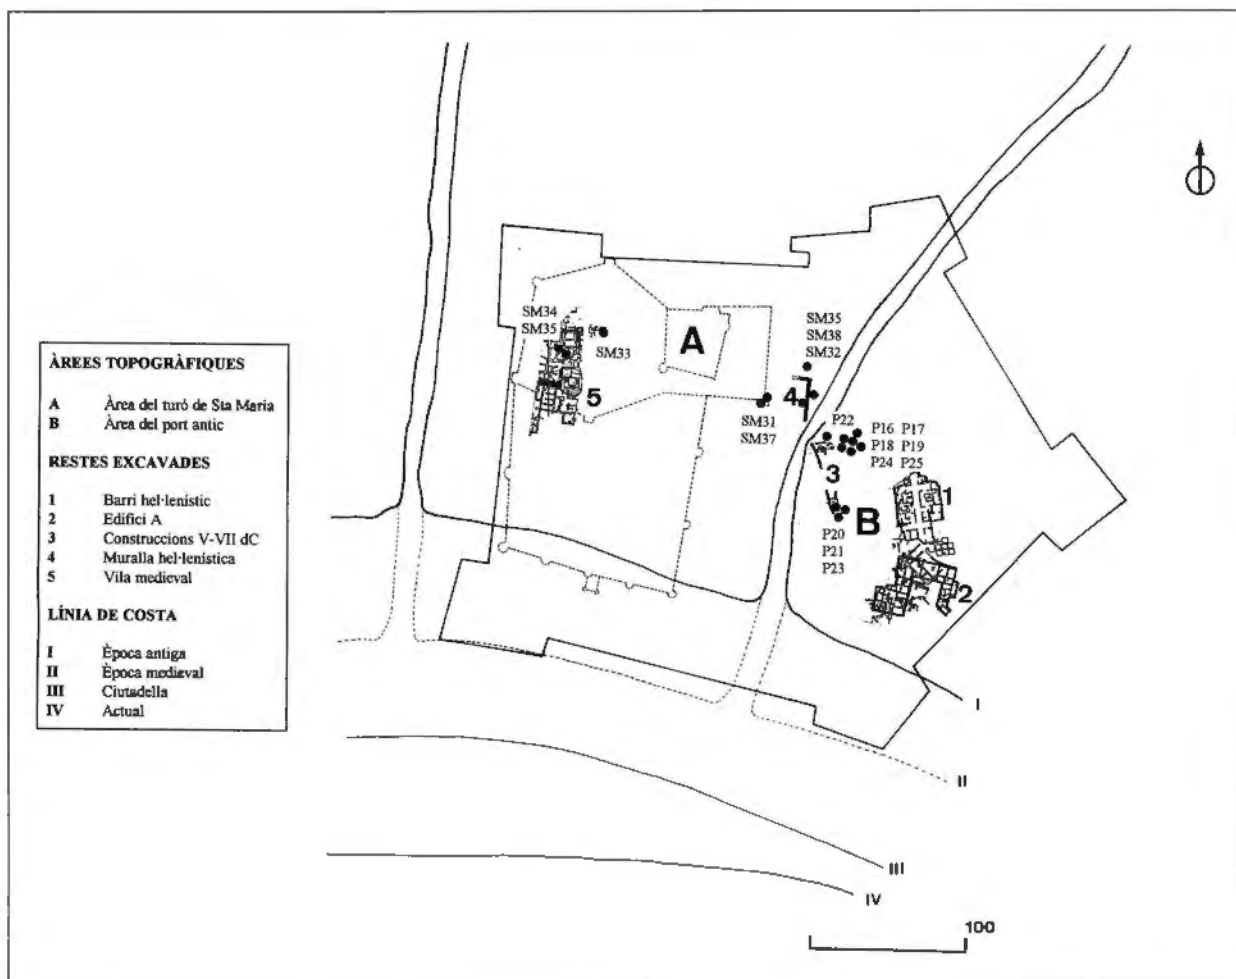 ÀREES TOPOGRÀFIQUES
A Àrea del turó de Sta Maria
B Àrea del port antic
RESTES EXCAVADES
1 Barri hel·lenístic
2 Edifici A
3 Construccions V-VII dC
4 Muralla hel·lenística
5 Vila medieval
LÍNIA DE COSTA
I Època antiga
II Època medieval
III Ciutadella
IV Actual
SM34
SM35
SM33
5
A
SM35
SM38
SM32
4
SM31
SM37
P22
P16 P17
P18 P19
P24 P25
3
1
B
P20
P21
P23
2
I
II
III
IV
100